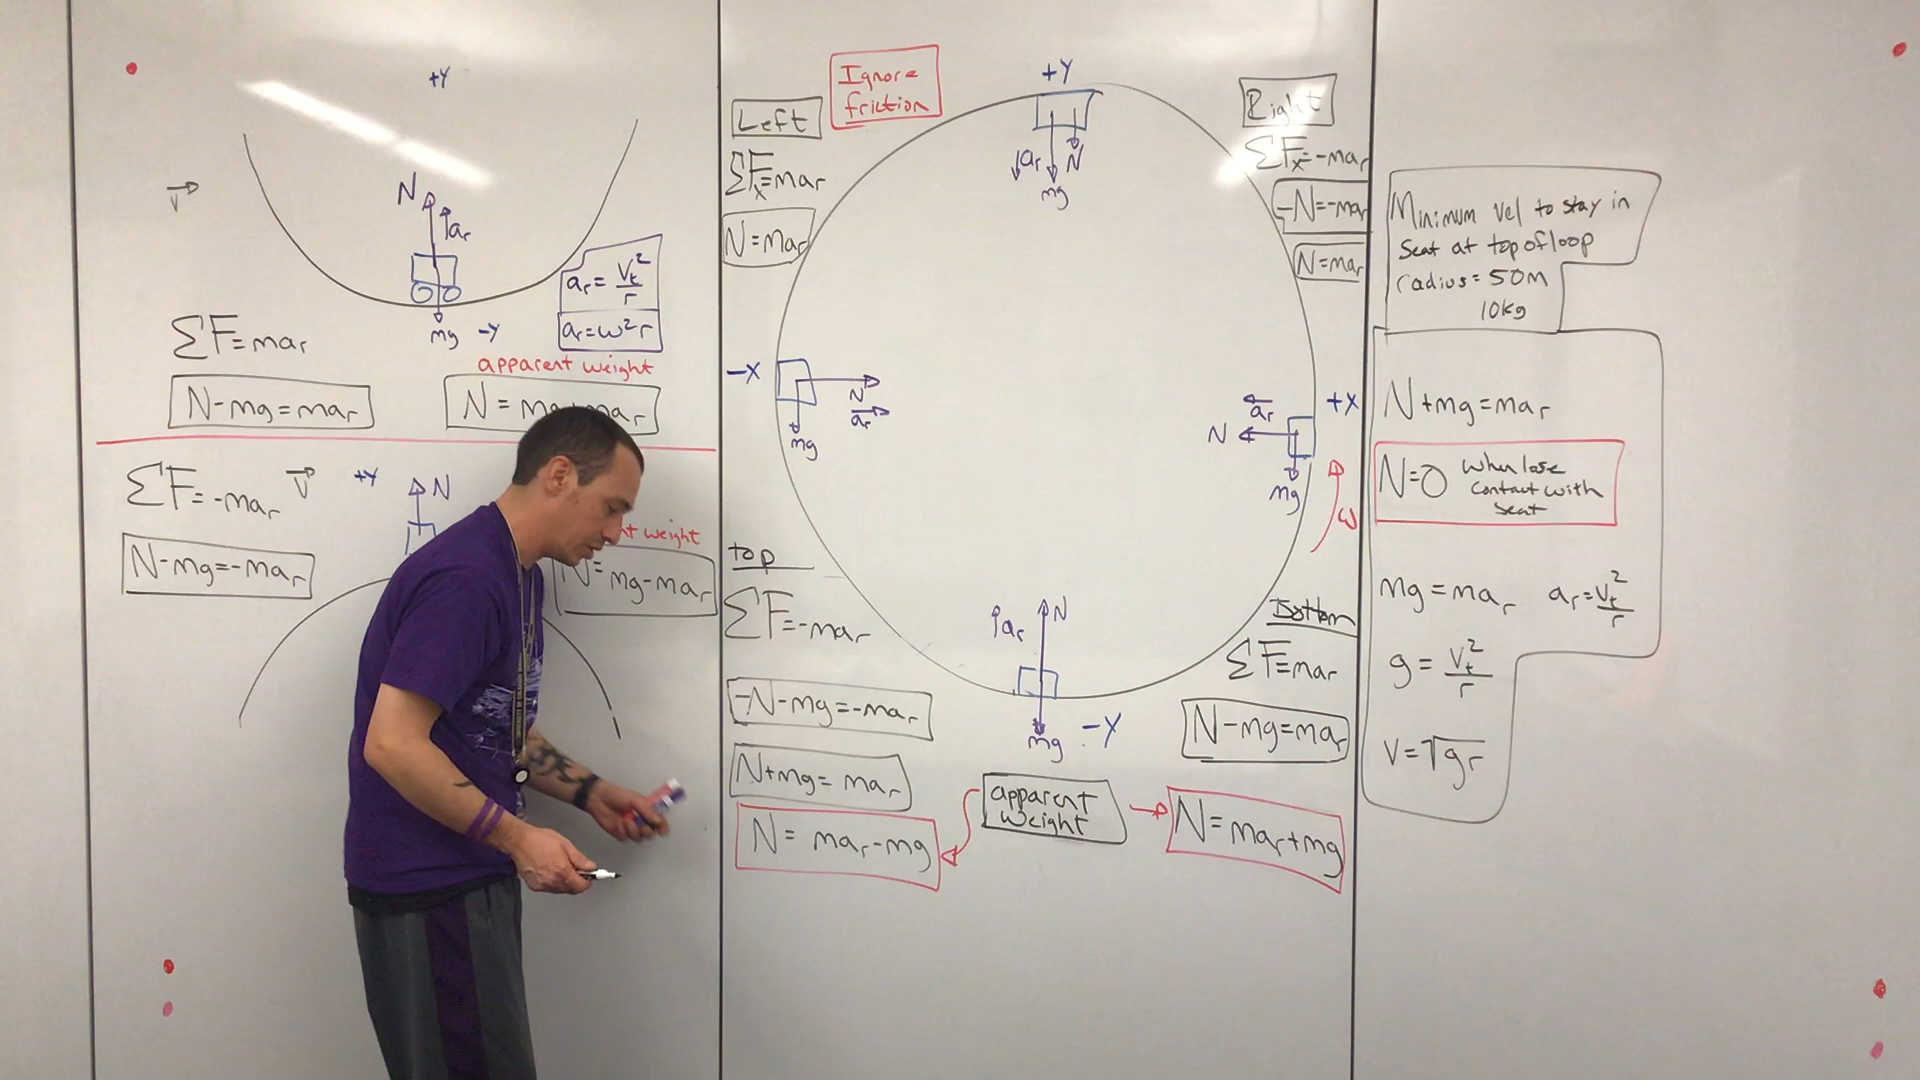 +Y
V
N
ar
mg
-Y
ΣF=mar
ar=Vt²/r
ar=ω²r
apparent weight
N-mg=mar
N=
ΣF=-mar
V
+Y
N
N-mg=-mar
weight
N=mg-mar
Left
ΣFx=mar
N=mar
Ignore
friction
+Y
ar
N
mg
Right
ΣFx=-mar
-N=-mar
N=mar
-X
N
ar
mg
ar
N
mg
+X
ω
top
ΣF=-mar
-N-mg=-mar
N+mg=mar
N=mar-mg
ar
N
mg
-Y
apparent
weight
Bottom
ΣF=mar
N-mg=mar
N=mar+mg
Minimum vel to stay in
seat at top of loop
radius=50m
10kg
N+mg=mar
N=0 when lose
contact with
seat
mg=mar ar=Vt²/r
g=Vt²/r
V=√gr